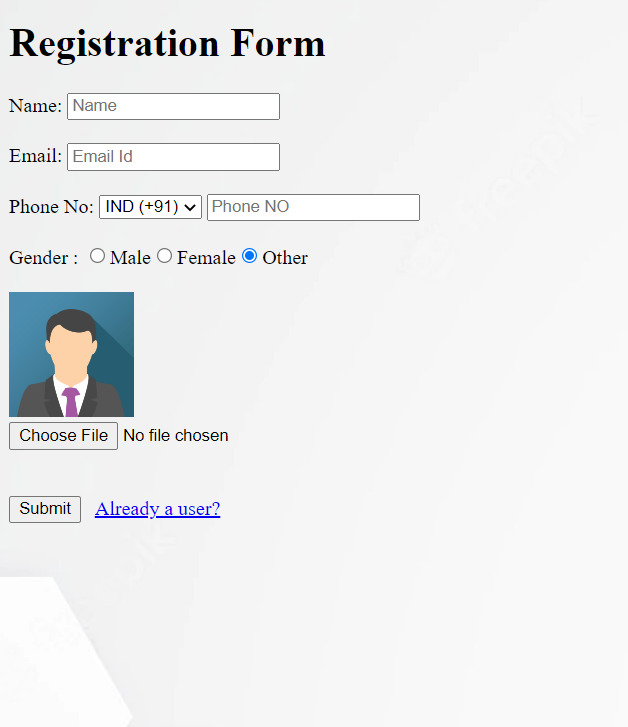 Registration Form
Name: Name
Email: Email Id
Phone No: IND (+91) Phone NO
Gender : Male Female Other
Choose File No file chosen
Submit Already a user?